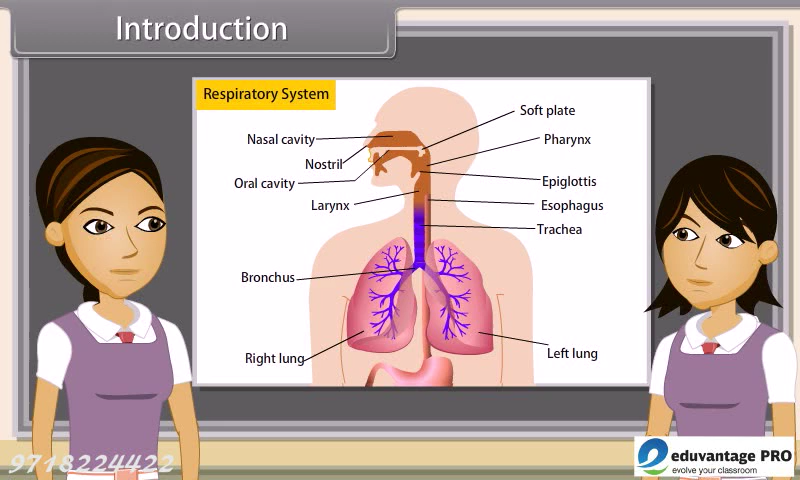 Introduction
Respiratory System
Soft plate
Nasal cavity
Pharynx
Nostril
Oral cavity
Epiglottis
Larynx
Esophagus
Trachea
Bronchus
Right lung
Left lung
9718224422
eduvantage PRO
evolve your classroom